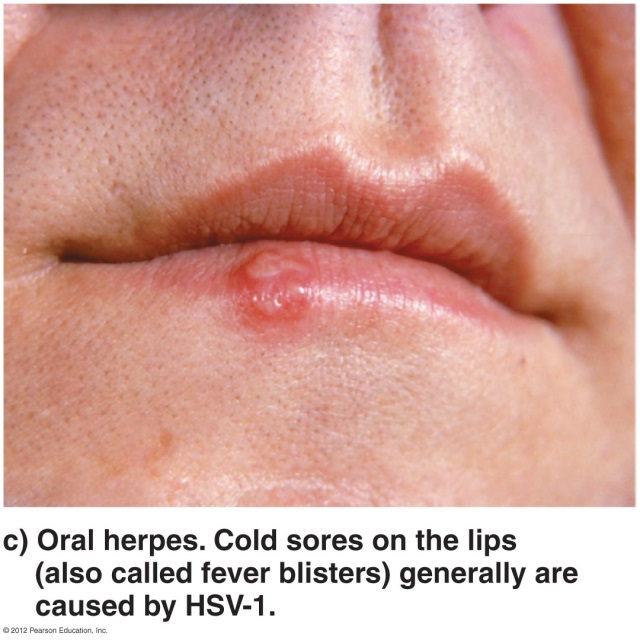 c) Oral herpes. Cold sores on the lips
(also called fever blisters) generally are
caused by HSV-1.
© 2012 Pearson Education, Inc.